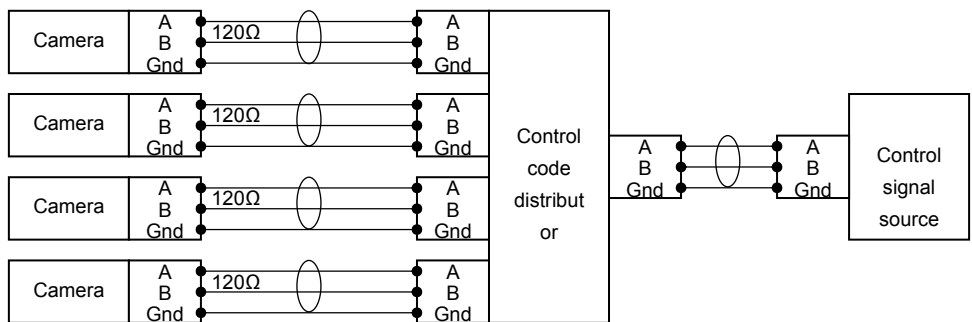 Camera
A
B
Gnd
120Ω
A
B
Gnd
Camera
A
B
Gnd
120Ω
A
B
Gnd
Camera
A
B
Gnd
120Ω
A
B
Gnd
Camera
A
B
Gnd
120Ω
A
B
Gnd
Control
code
distribut
or
A
B
Gnd
A
B
Gnd
Control
signal
source